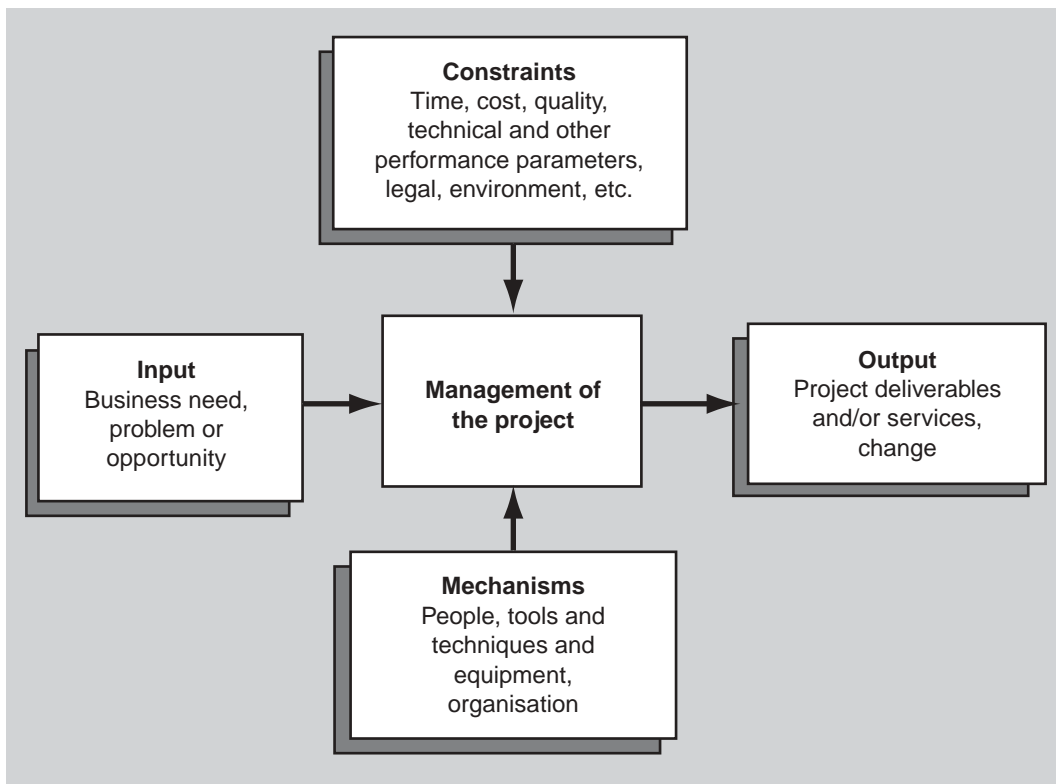 Constraints
Time, cost, quality,
technical and other
performance parameters,
legal, environment, etc.
Input
Business need,
problem or
opportunity
Management of
the project
Output
Project deliverables
and/or services,
change
Mechanisms
People, tools and
techniques and
equipment,
organisation